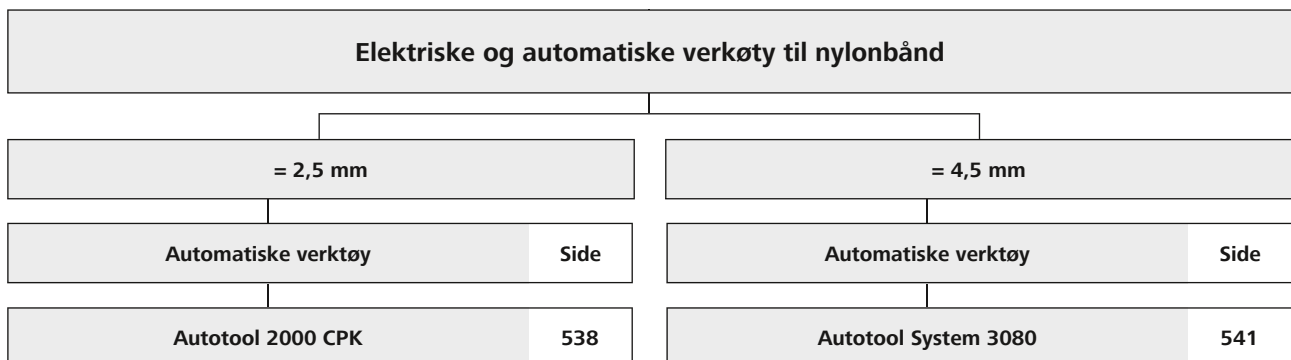 Elektriske og automatiske verkøty til nylonbånd
= 2,5 mm
= 4,5 mm
Automatiske verktøy Side
Automatiske verktøy Side
Autotool 2000 CPK 538
Autotool System 3080 541